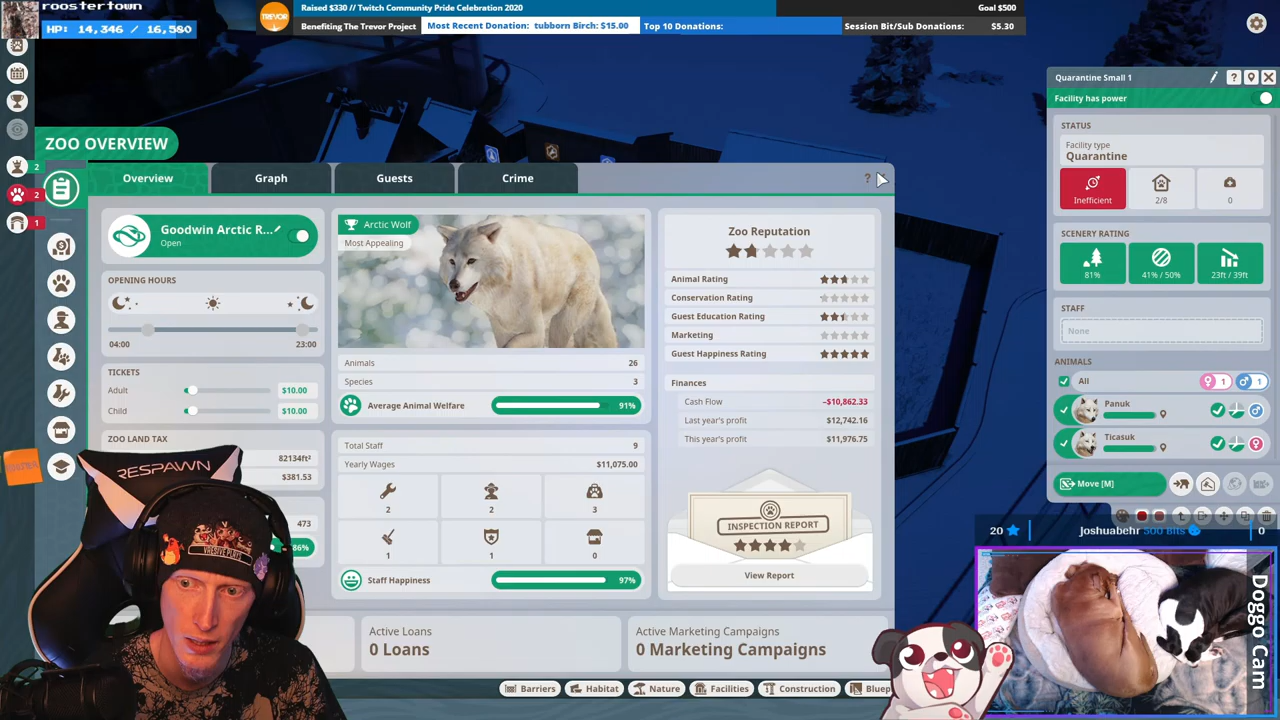 roostertown
HP: 14,346 / 16,580
TREVOR
Raised $330 // Twitch Community Pride Celebration 2020
Goal $500
Benefiting The Trevor Project
Most Recent Donation: tubborn Birch: $15.00
Top 10 Donations:
Session Bit/Sub Donations: $5.30
2
2
1
ZOO OVERVIEW
Overview
Graph
Guests
Crime
?
Goodwin Arctic R...
Open
OPENING HOURS
04:00
23:00
TICKETS
Adult
$10.00
Child
$10.00
ZOO LAND TAX
82134ft²
$381.53
473
86%
Arctic Wolf
Most Appealing
Animals
26
Species
3
Average Animal Welfare
91%
Total Staff
9
Yearly Wages
$11,075.00
2
2
3
1
1
0
Staff Happiness
97%
Zoo Reputation
Animal Rating
Conservation Rating
Guest Education Rating
Marketing
Guest Happiness Rating
Finances
Cash Flow
-$10,862.33
Last year's profit
$12,742.16
This year's profit
$11,976.75
INSPECTION REPORT
View Report
Active Loans
0 Loans
Active Marketing Campaigns
0 Marketing Campaigns
Barriers
Habitat
Nature
Facilities
Construction
Bluep
Quarantine Small 1
?
Facility has power
STATUS
Facility type
Quarantine
Inefficient
2/8
0
SCENERY RATING
81%
41% / 50%
23ft / 39ft
STAFF
None
ANIMALS
All
1
1
Panuk
Ticasuk
Move [M]
20
Joshuabehr 300 Bits
0
Doggo Cam
RESPAWN